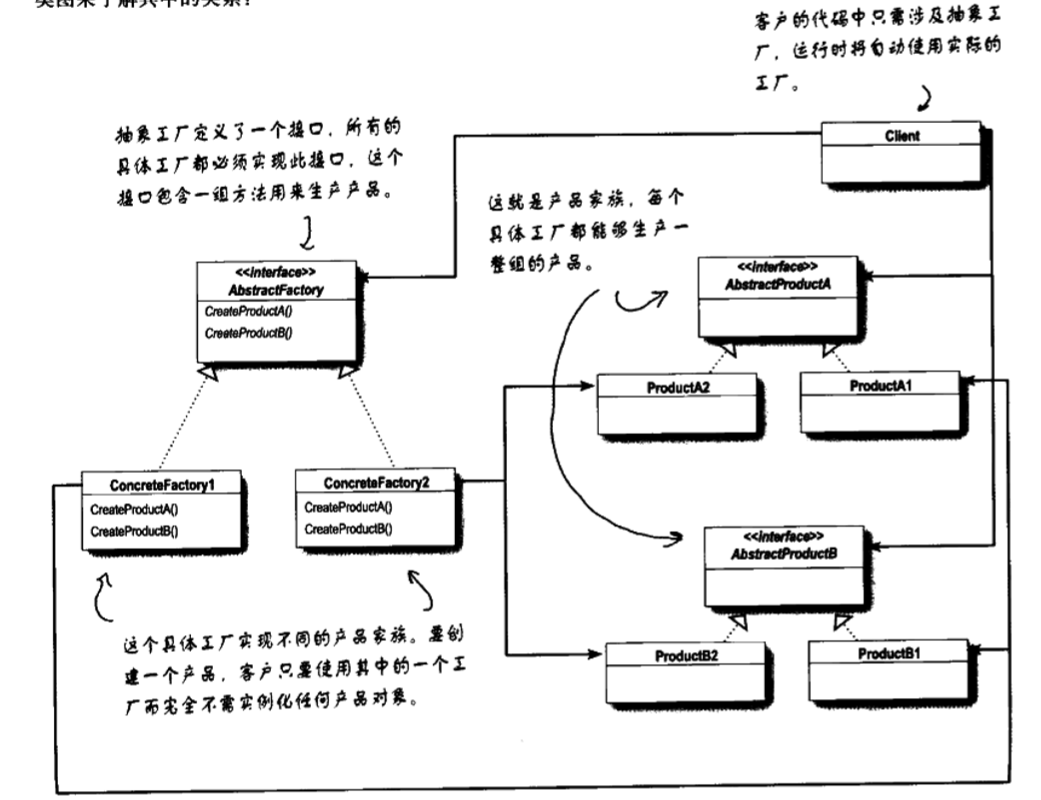 类图来了解其中的关系：
客户的代码中只需涉及抽象工
厂，运行时将自动使用实际的
工厂。
Client
抽象工厂定义了一个接口，所有的
具体工厂都必须实现此接口，这个
接口包含一组方法用来生产产品。
这就是产品家族，每个
具体工厂都能够生产一
整组的产品。
<<interface>>
AbstractFactory
CreateProductA()
CreateProductB()
<<interface>>
AbstractProductA
ProductA2
ProductA1
ConcreteFactory1
CreateProductA()
CreateProductB()
ConcreteFactory2
CreateProductA()
CreateProductB()
<<interface>>
AbstractProductB
ProductB2
ProductB1
这个具体工厂实现不同的产品家族。要创
建一个产品，客户只要使用其中的一个工
厂而完全不需实例化任何产品对象。